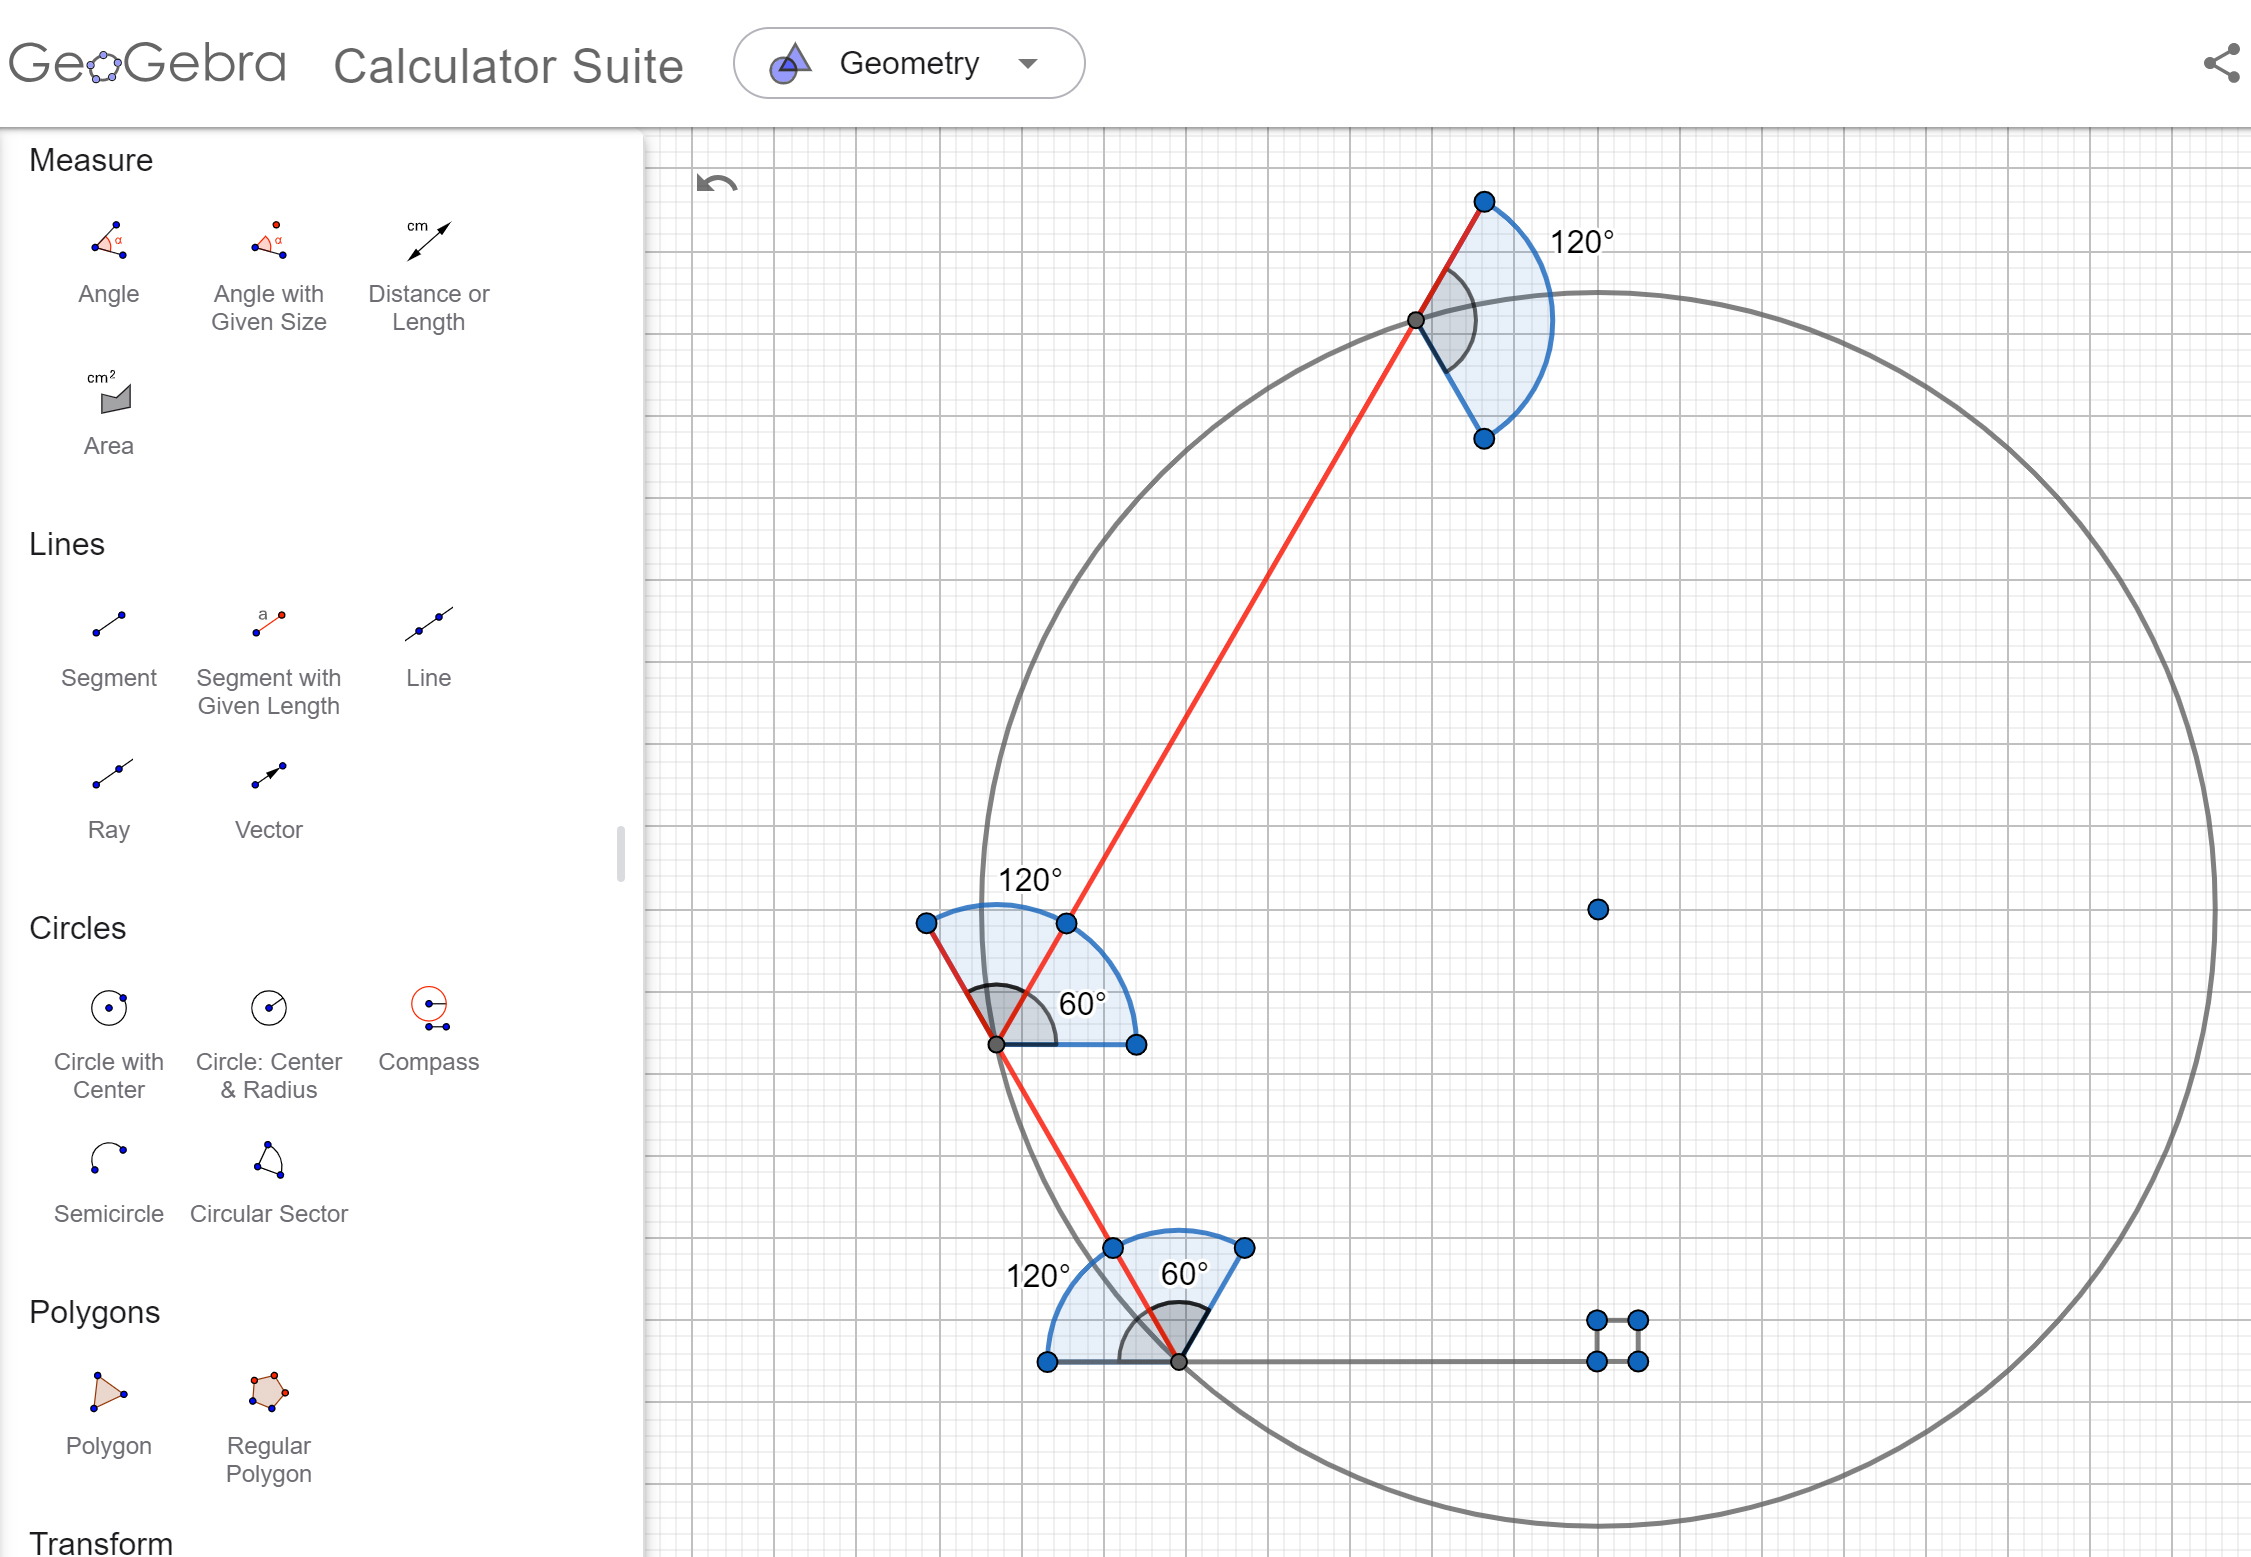 GeoGebra Calculator Suite Geometry
Measure
α α cm
Angle Angle with Distance or
Given Size Length
cm²
Area
Lines
a
Segment Segment with Line
Given Length
Ray Vector
Circles
Circle with Circle: Center Compass
Center & Radius
Semicircle Circular Sector
Polygons
Polygon Regular
Polygon
Transform
120°
120°
60°
120° 60°